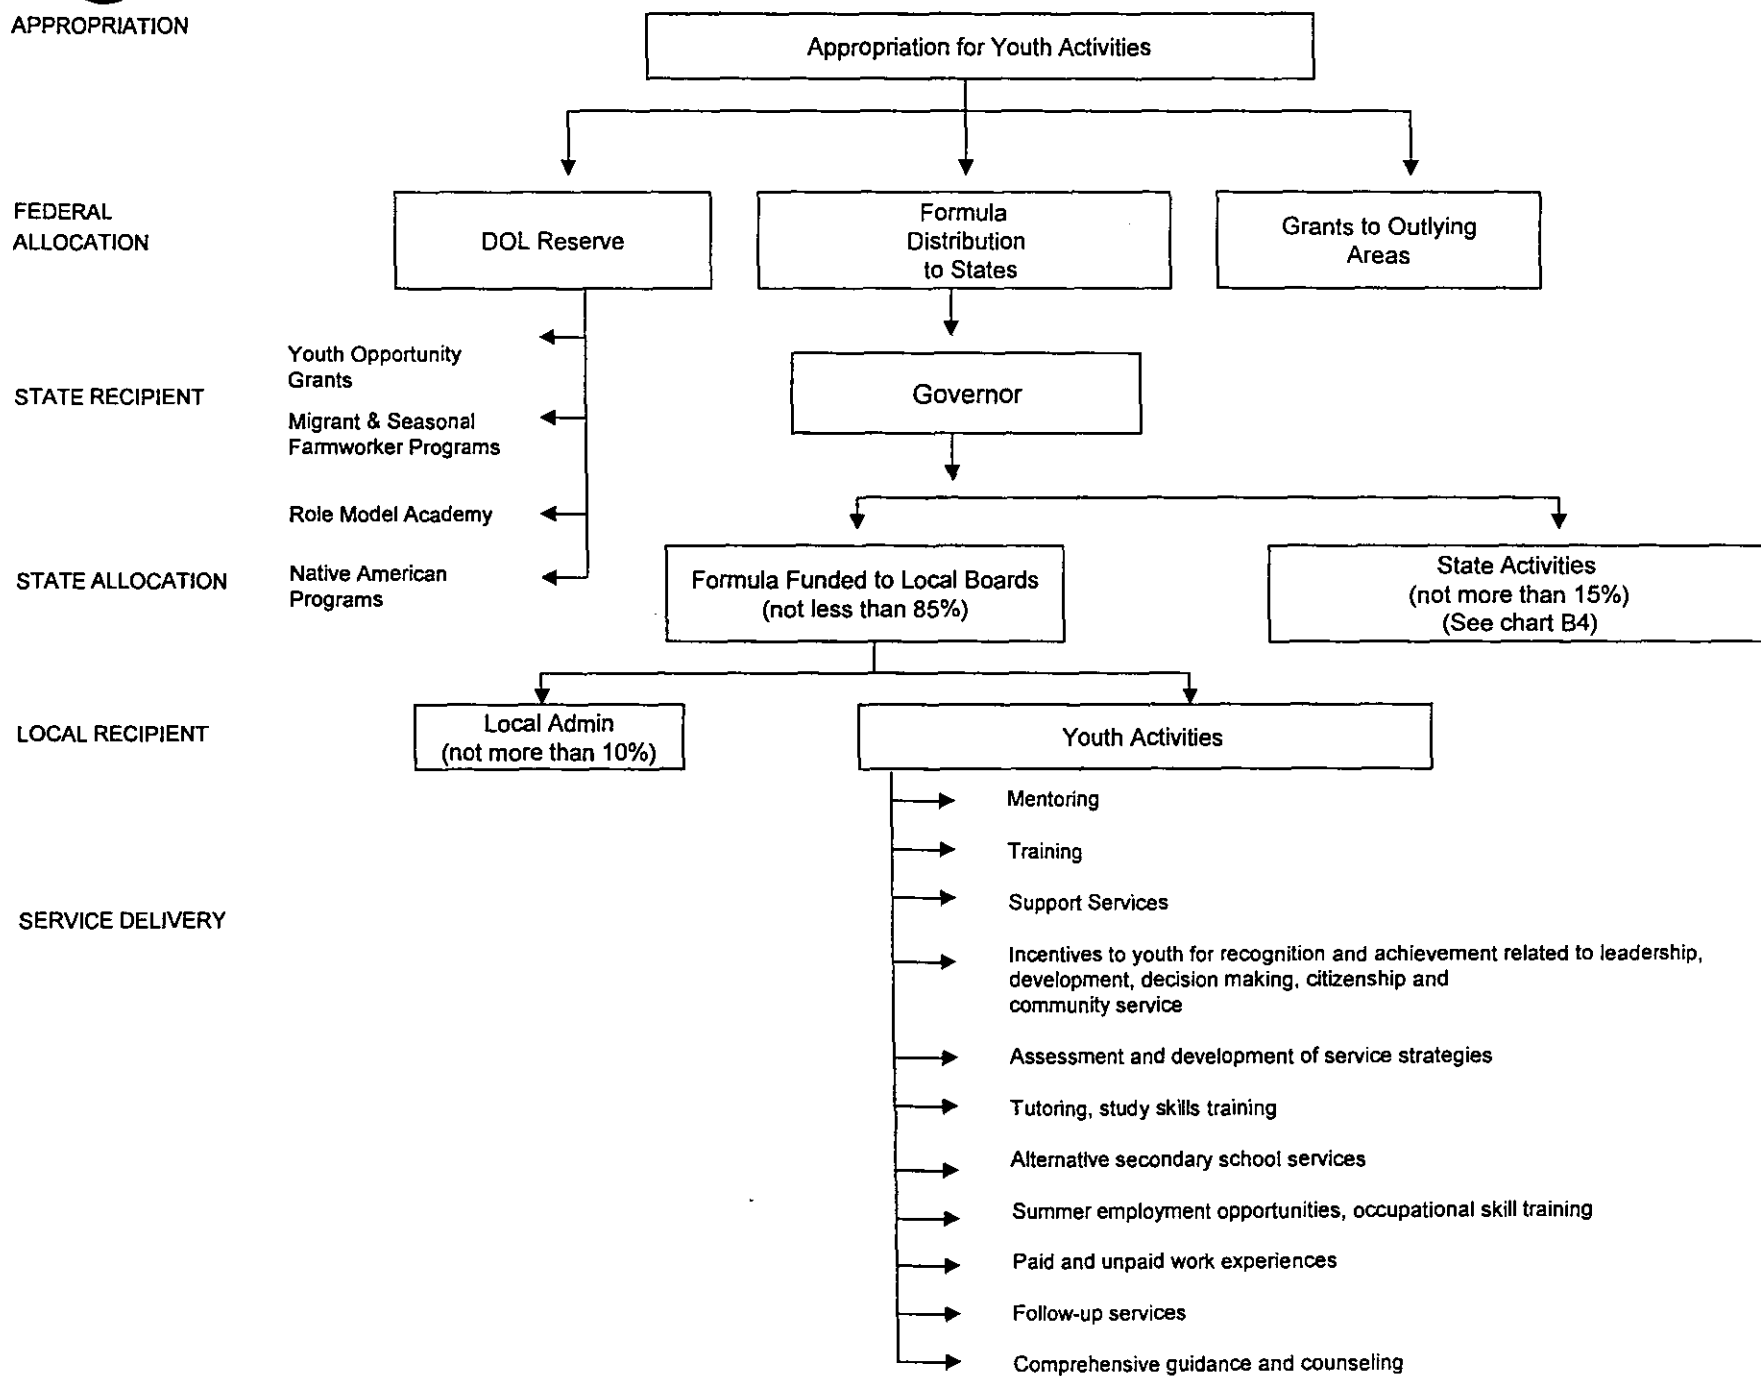 APPROPRIATION
Appropriation for Youth Activities
FEDERAL
ALLOCATION
DOL Reserve
Formula
Distribution
to States
Grants to Outlying
Areas
STATE RECIPIENT
Youth Opportunity
Grants
Migrant & Seasonal
Farmworker Programs
Role Model Academy
Native American
Programs
Governor
STATE ALLOCATION
Formula Funded to Local Boards
(not less than 85%)
State Activities
(not more than 15%)
(See chart B4)
LOCAL RECIPIENT
Local Admin
(not more than 10%)
Youth Activities
SERVICE DELIVERY
Mentoring
Training
Support Services
Incentives to youth for recognition and achievement related to leadership,
development, decision making, citizenship and
community service
Assessment and development of service strategies
Tutoring, study skills training
Alternative secondary school services
Summer employment opportunities, occupational skill training
Paid and unpaid work experiences
Follow-up services
Comprehensive guidance and counseling